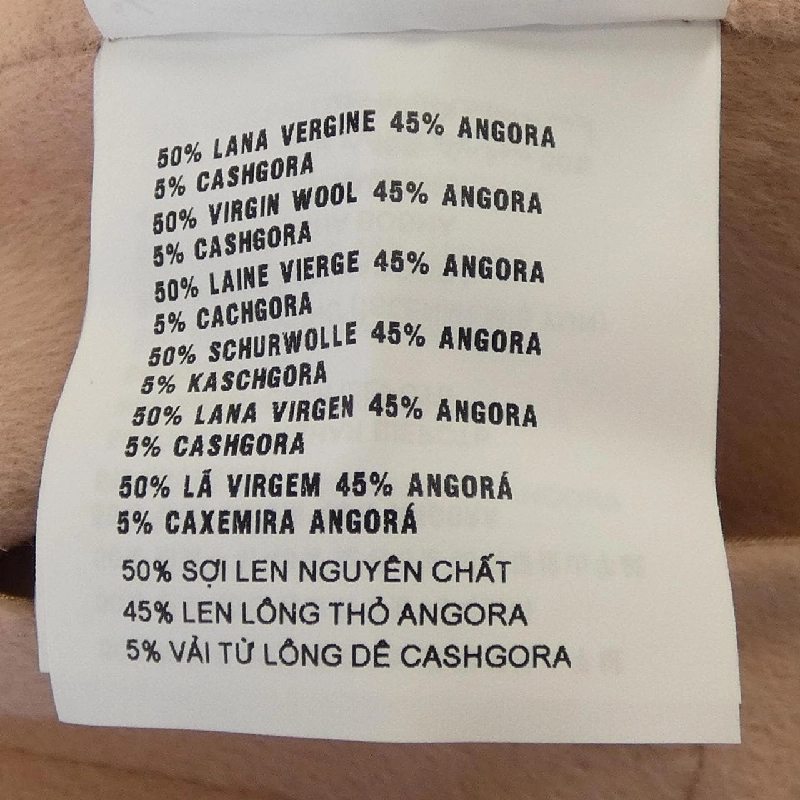 50% LANA VERGINE 45% ANGORA
5% CASHGORA
50% VIRGIN WOOL 45% ANGORA
5% CASHGORA
50% LAINE VIERGE 45% ANGORA
5% CACHGORA
50% SCHURWOLLE 45% ANGORA
5% KASCHGORA
50% LANA VIRGEN 45% ANGORA
5% CASHGORA
50% LÃ VIRGEM 45% ANGORÁ
5% CAXEMIRA ANGORÁ
50% SỢI LEN NGUYÊN CHẤT
45% LEN LÔNG THỎ ANGORA
5% VẢI TỪ LÔNG DÊ CASHGORA